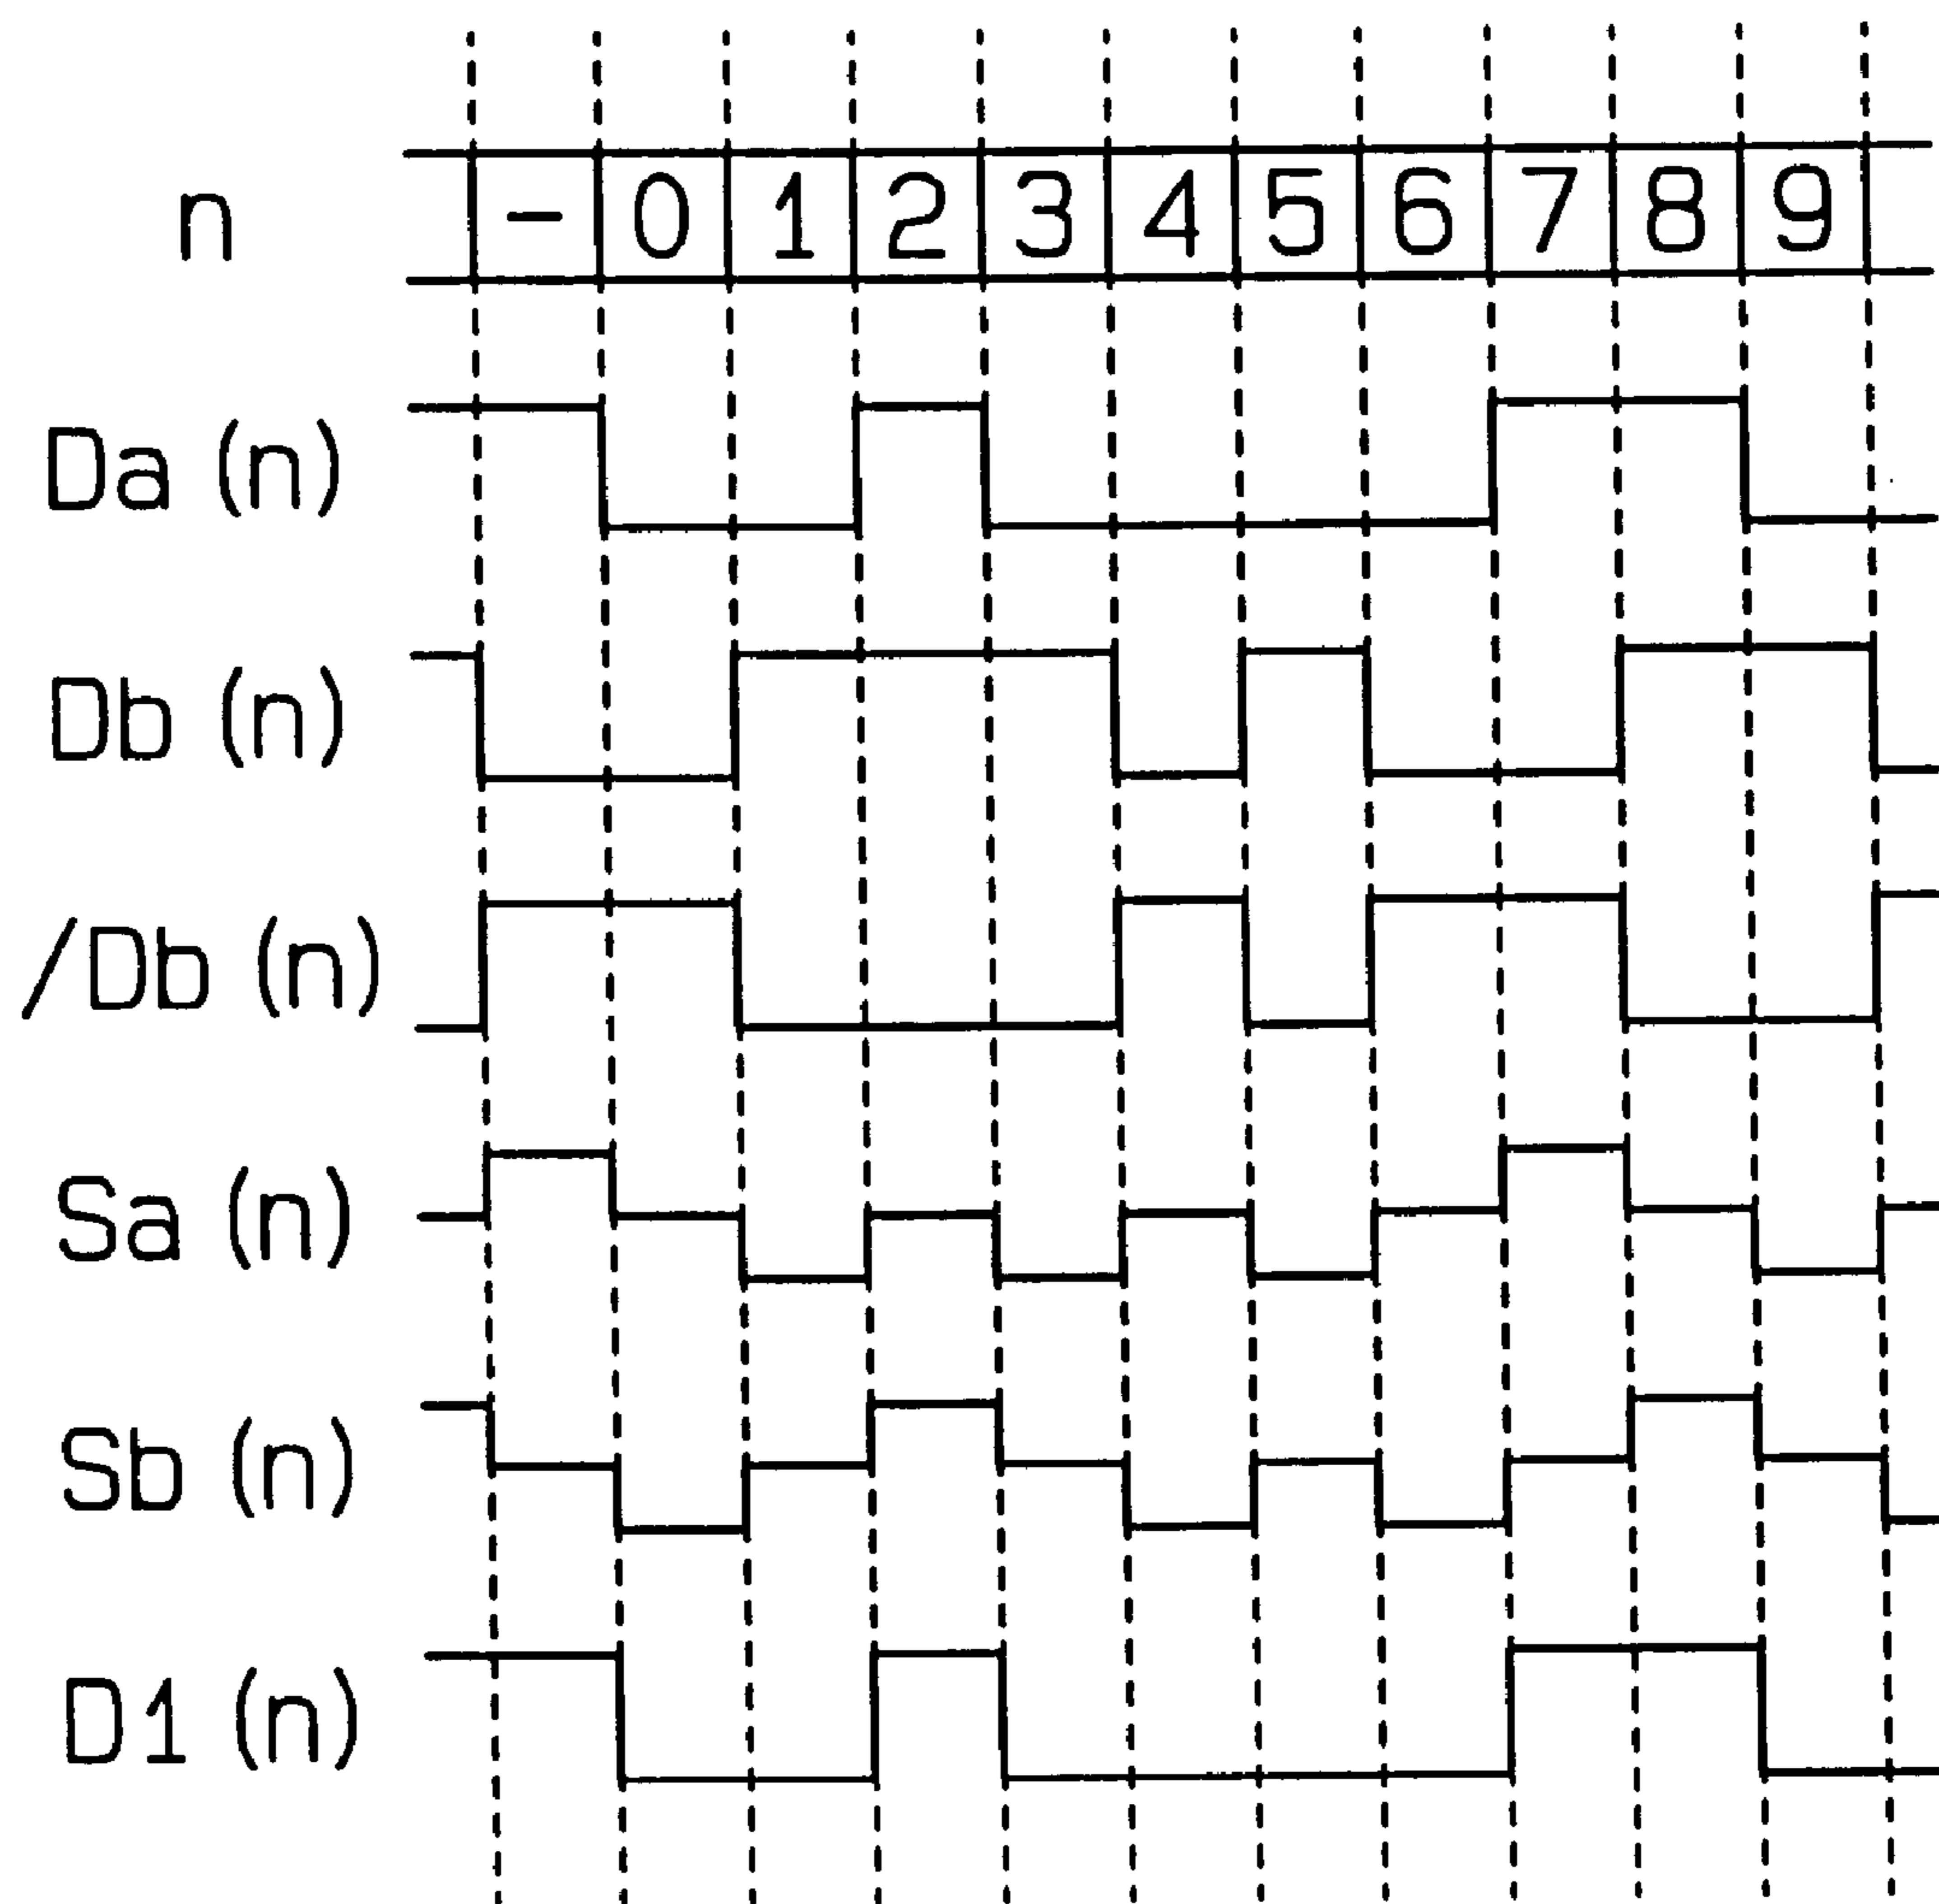 n - 0 1 2 3 4 5 6 7 8 9
Da (n)
Db (n)
/Db (n)
Sa (n)
Sb (n)
D1 (n)